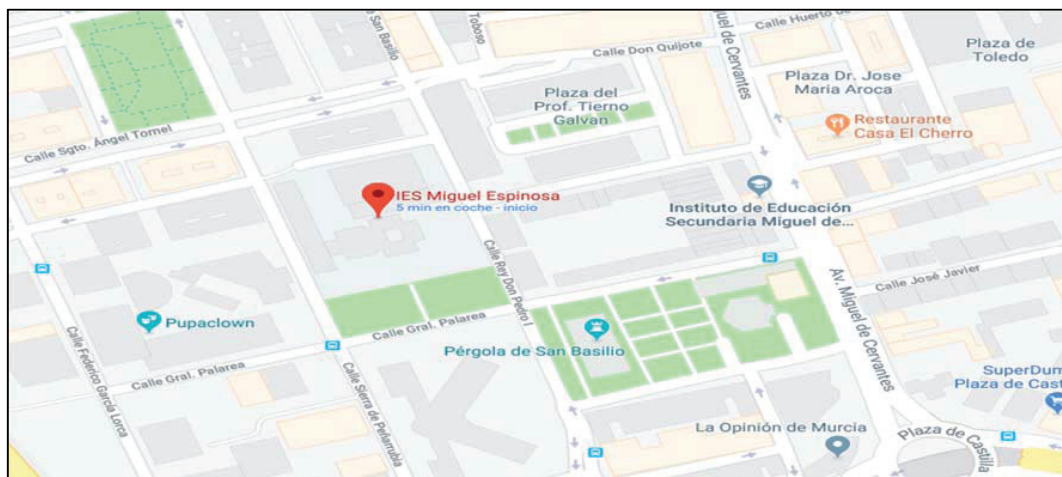 San Basilio
Toboso
Calle Don Quijote
Calle Huerto de
Miguel de Cervantes
Plaza de
Toledo
Plaza Dr. Jose
Maria Aroca
Plaza del
Prof. Tierno
Galvan
Restaurante
Casa El Cherro
Calle Sgto. Ángel Tornel
IES Miguel Espinosa
5 min en coche - inicio
Instituto de Educación
Secundaria Miguel de...
Calle Rey Don Pedro I
Av. Miguel de Cervantes
Calle José Javier
Pupaclown
Calle Gral. Palarea
Pérgola de San Basilio
Calle Gral. Palarea
Calle Federico García Lorca
Calle Sierra de Peñarrubia
SuperDum
Plaza de Cast
La Opinión de Murcia
Plaza de Castilla